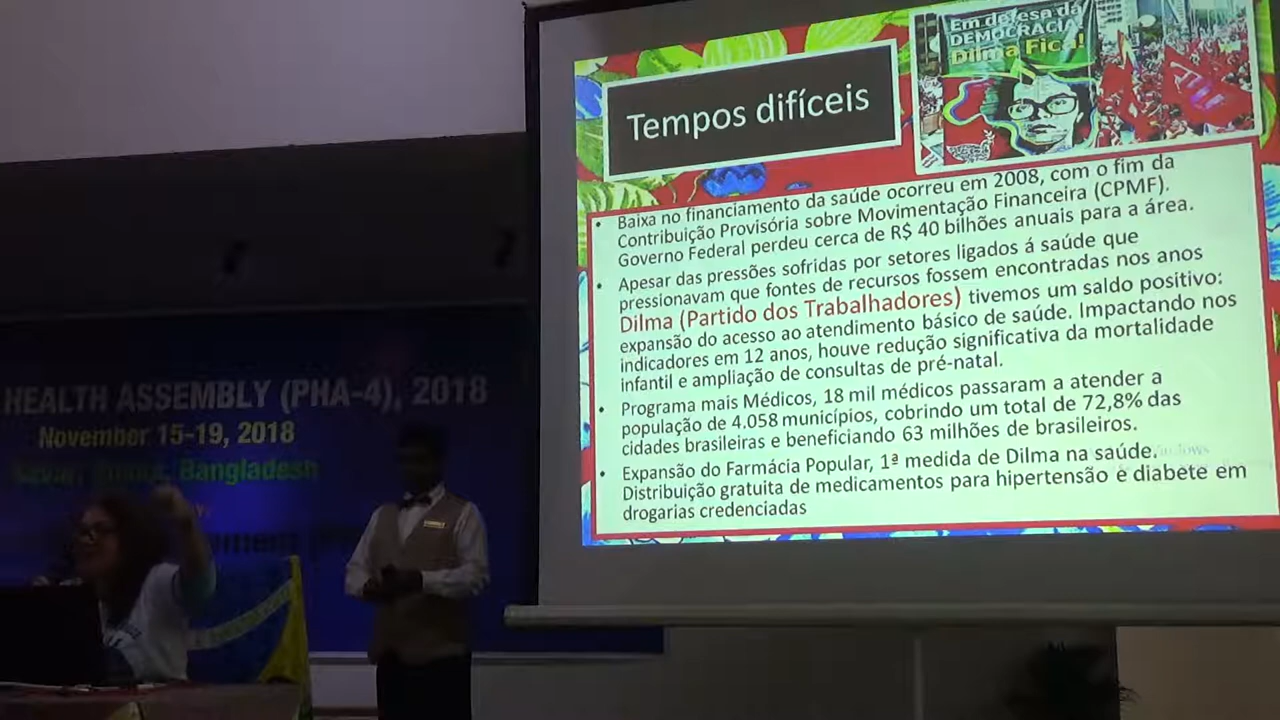 Em defesa da
DEMOCRACIA!
Dilma Fica!
Tempos difíceis
• Baixa no financiamento da saúde ocorreu em 2008, com o fim da
Contribuição Provisória sobre Movimentação Financeira (CPMF).
Governo Federal perdeu cerca de R$ 40 bilhões anuais para a área.
• Apesar das pressões sofridas por setores ligados á saúde que
pressionavam que fontes de recursos fossem encontradas nos anos
Dilma (Partido dos Trabalhadores) tivemos um saldo positivo:
expansão do acesso ao atendimento básico de saúde. Impactando nos
indicadores em 12 anos, houve redução significativa da mortalidade
infantil e ampliação de consultas de pré-natal.
• Programa mais Médicos, 18 mil médicos passaram a atender a
população de 4.058 municípios, cobrindo um total de 72,8% das
cidades brasileiras e beneficiando 63 milhões de brasileiros.
• Expansão do Farmácia Popular, 1ª medida de Dilma na saúde.
Distribuição gratuita de medicamentos para hipertensão e diabete em
drogarias credenciadas
HEALTH ASSEMBLY (PHA-4), 2018
November 15-19, 2018
Bangladesh